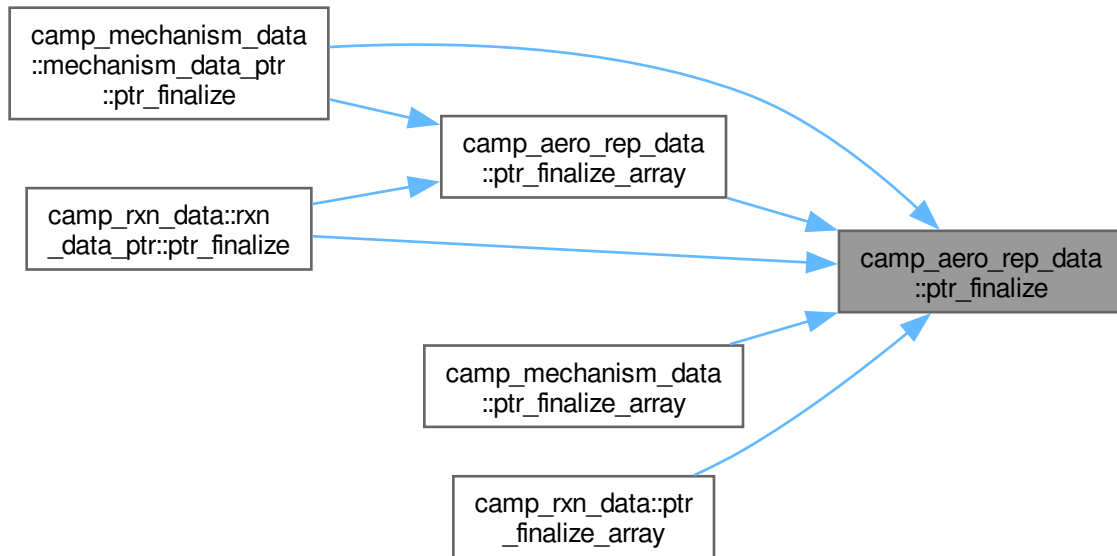 camp_mechanism_data
::mechanism_data_ptr
::ptr_finalize
camp_aero_rep_data
::ptr_finalize_array
camp_rxn_data::rxn
_data_ptr::ptr_finalize
camp_aero_rep_data
::ptr_finalize
camp_mechanism_data
::ptr_finalize_array
camp_rxn_data::ptr
_finalize_array